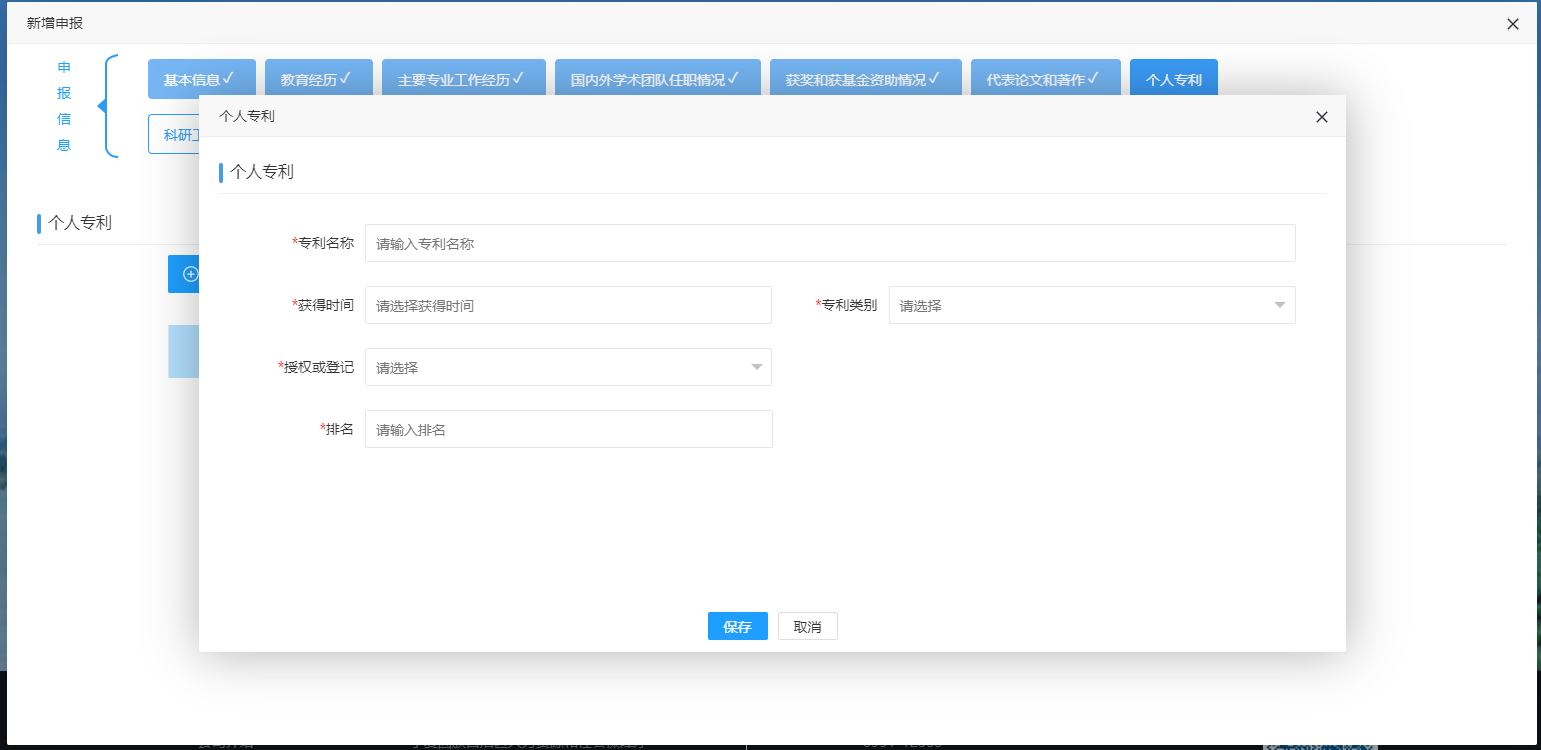 新增申报
申报信息
基本信息✓ 教育经历✓ 主要专业工作经历✓ 国内外学术团队任职情况✓ 获奖和获基金资助情况✓ 代表论文和著作✓ 个人专利
科研
个人专利
个人专利
个人专利
*专利名称 请输入专利名称
*获得时间 请选择获得时间 *专利类别 请选择
*授权或登记 请选择
*排名 请输入排名
保存 取消